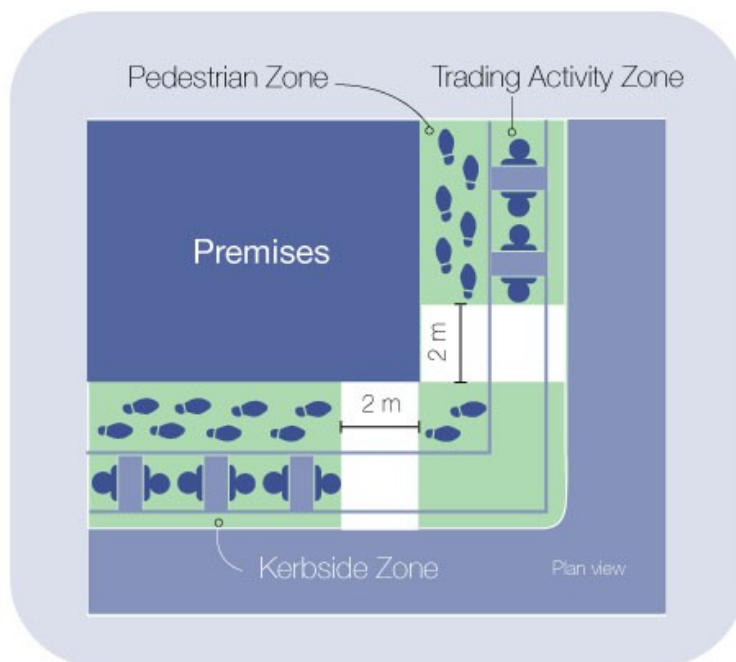 Pedestrian Zone
Trading Activity Zone
Premises
2 m
2 m
Kerbside Zone
Plan view